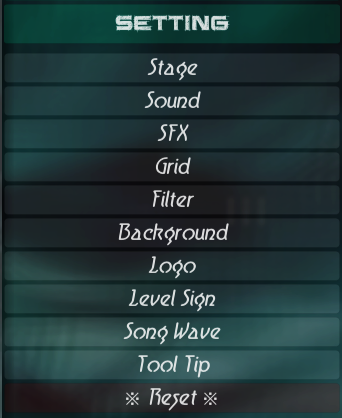 SETTING
Stage
Sound
SFX
Grid
Filter
Background
Logo
Level Sign
Song Wave
Tool Tip
※ Reset ※